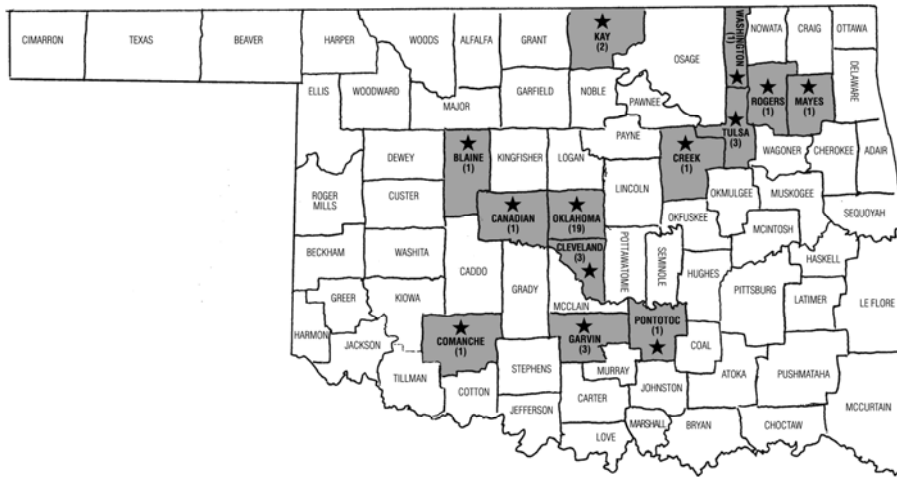 CIMARRON
TEXAS
BEAVER
HARPER
WOODS
ALFALFA
GRANT
KAY
(2)
OSAGE
WASHINGTON
(1)
NOWATA
CRAIG
OTTAWA
ELLIS
WOODWARD
MAJOR
GARFIELD
NOBLE
PAWNEE
ROGERS
(1)
MAYES
(1)
DELAWARE
TULSA
(3)
DEWEY
BLAINE
(1)
KINGFISHER
LOGAN
PAYNE
CREEK
(1)
WAGONER
CHEROKEE
ADAIR
ROGER
MILLS
CUSTER
CANADIAN
(1)
OKLAHOMA
(19)
LINCOLN
OKFUSKEE
OKMULGEE
MUSKOGEE
SEQUOYAH
MCINTOSH
BECKHAM
WASHITA
CADDO
GRADY
CLEVELAND
(3)
POTTAWATOMIE
SEMINOLE
HUGHES
PITTSBURG
HASKELL
LATIMER
LE FLORE
GREER
KIOWA
MCCLAIN
HARMON
JACKSON
COMANCHE
(1)
GARVIN
(3)
PONTOTOC
(1)
COAL
TILLMAN
COTTON
STEPHENS
MURRAY
JOHNSTON
ATOKA
PUSHMATAHA
JEFFERSON
CARTER
MCCURTAIN
LOVE
MARSHALL
BRYAN
CHOCTAW